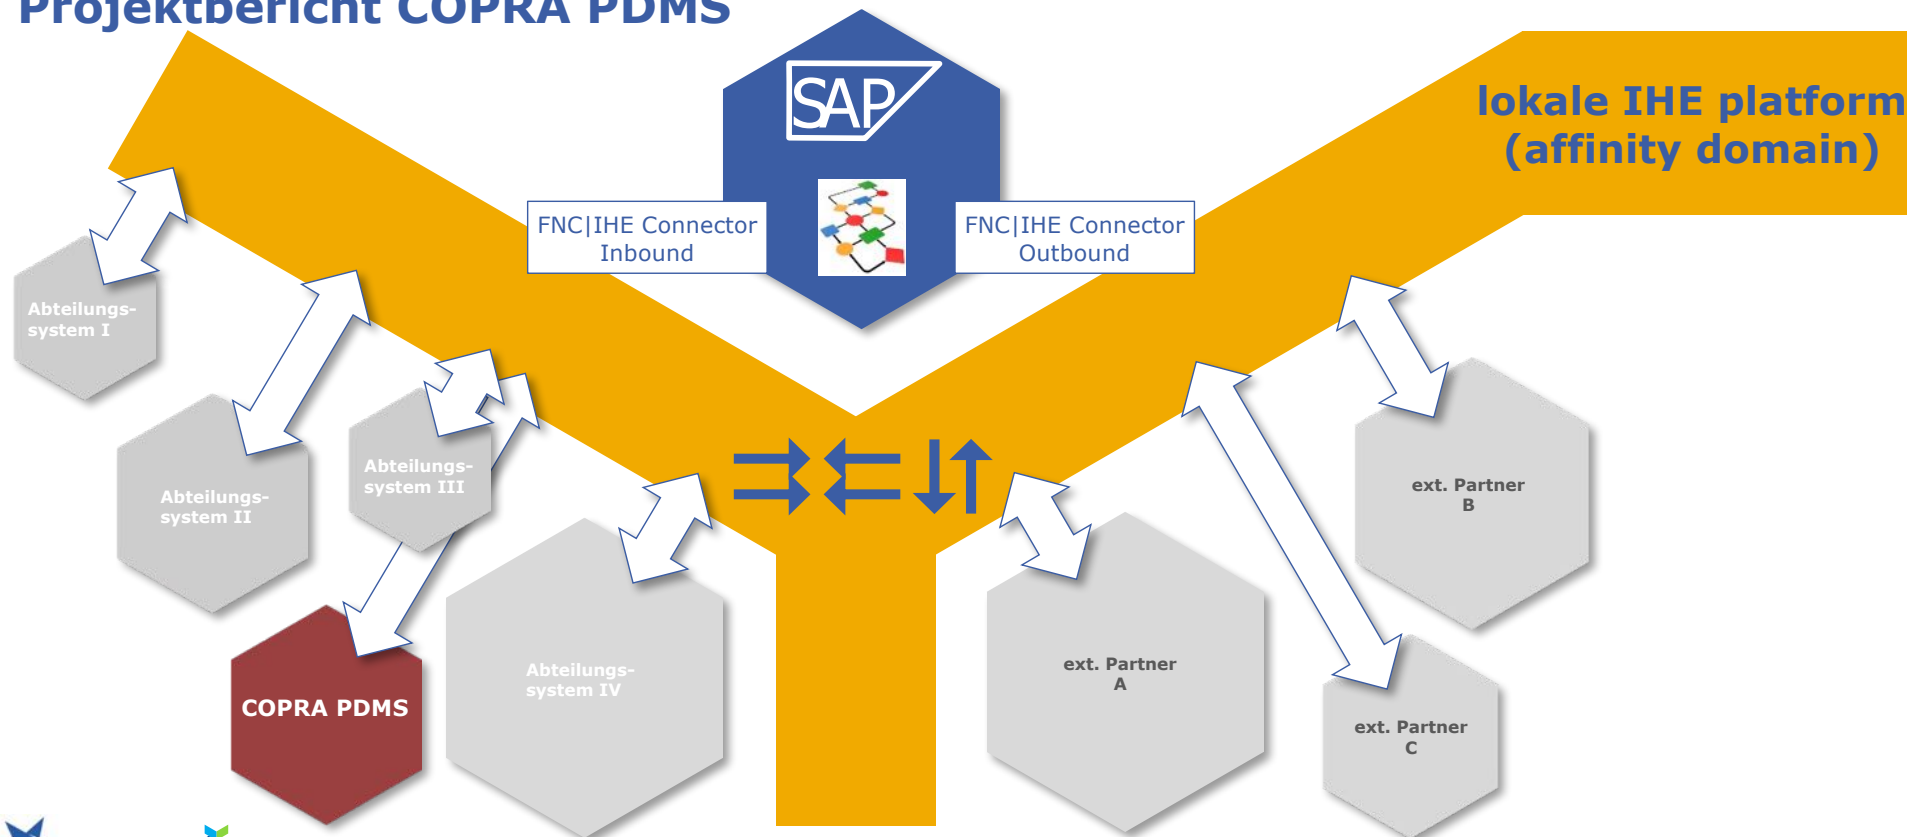 Projektbericht COPRA PDMS
SAP
lokale IHE platform
(affinity domain)
FNC|IHE Connector
Inbound
FNC|IHE Connector
Outbound
Abteilungs-
system I
Abteilungs-
system II
Abteilungs-
system III
ext. Partner
B
COPRA PDMS
Abteilungs-
system IV
ext. Partner
A
ext. Partner
C